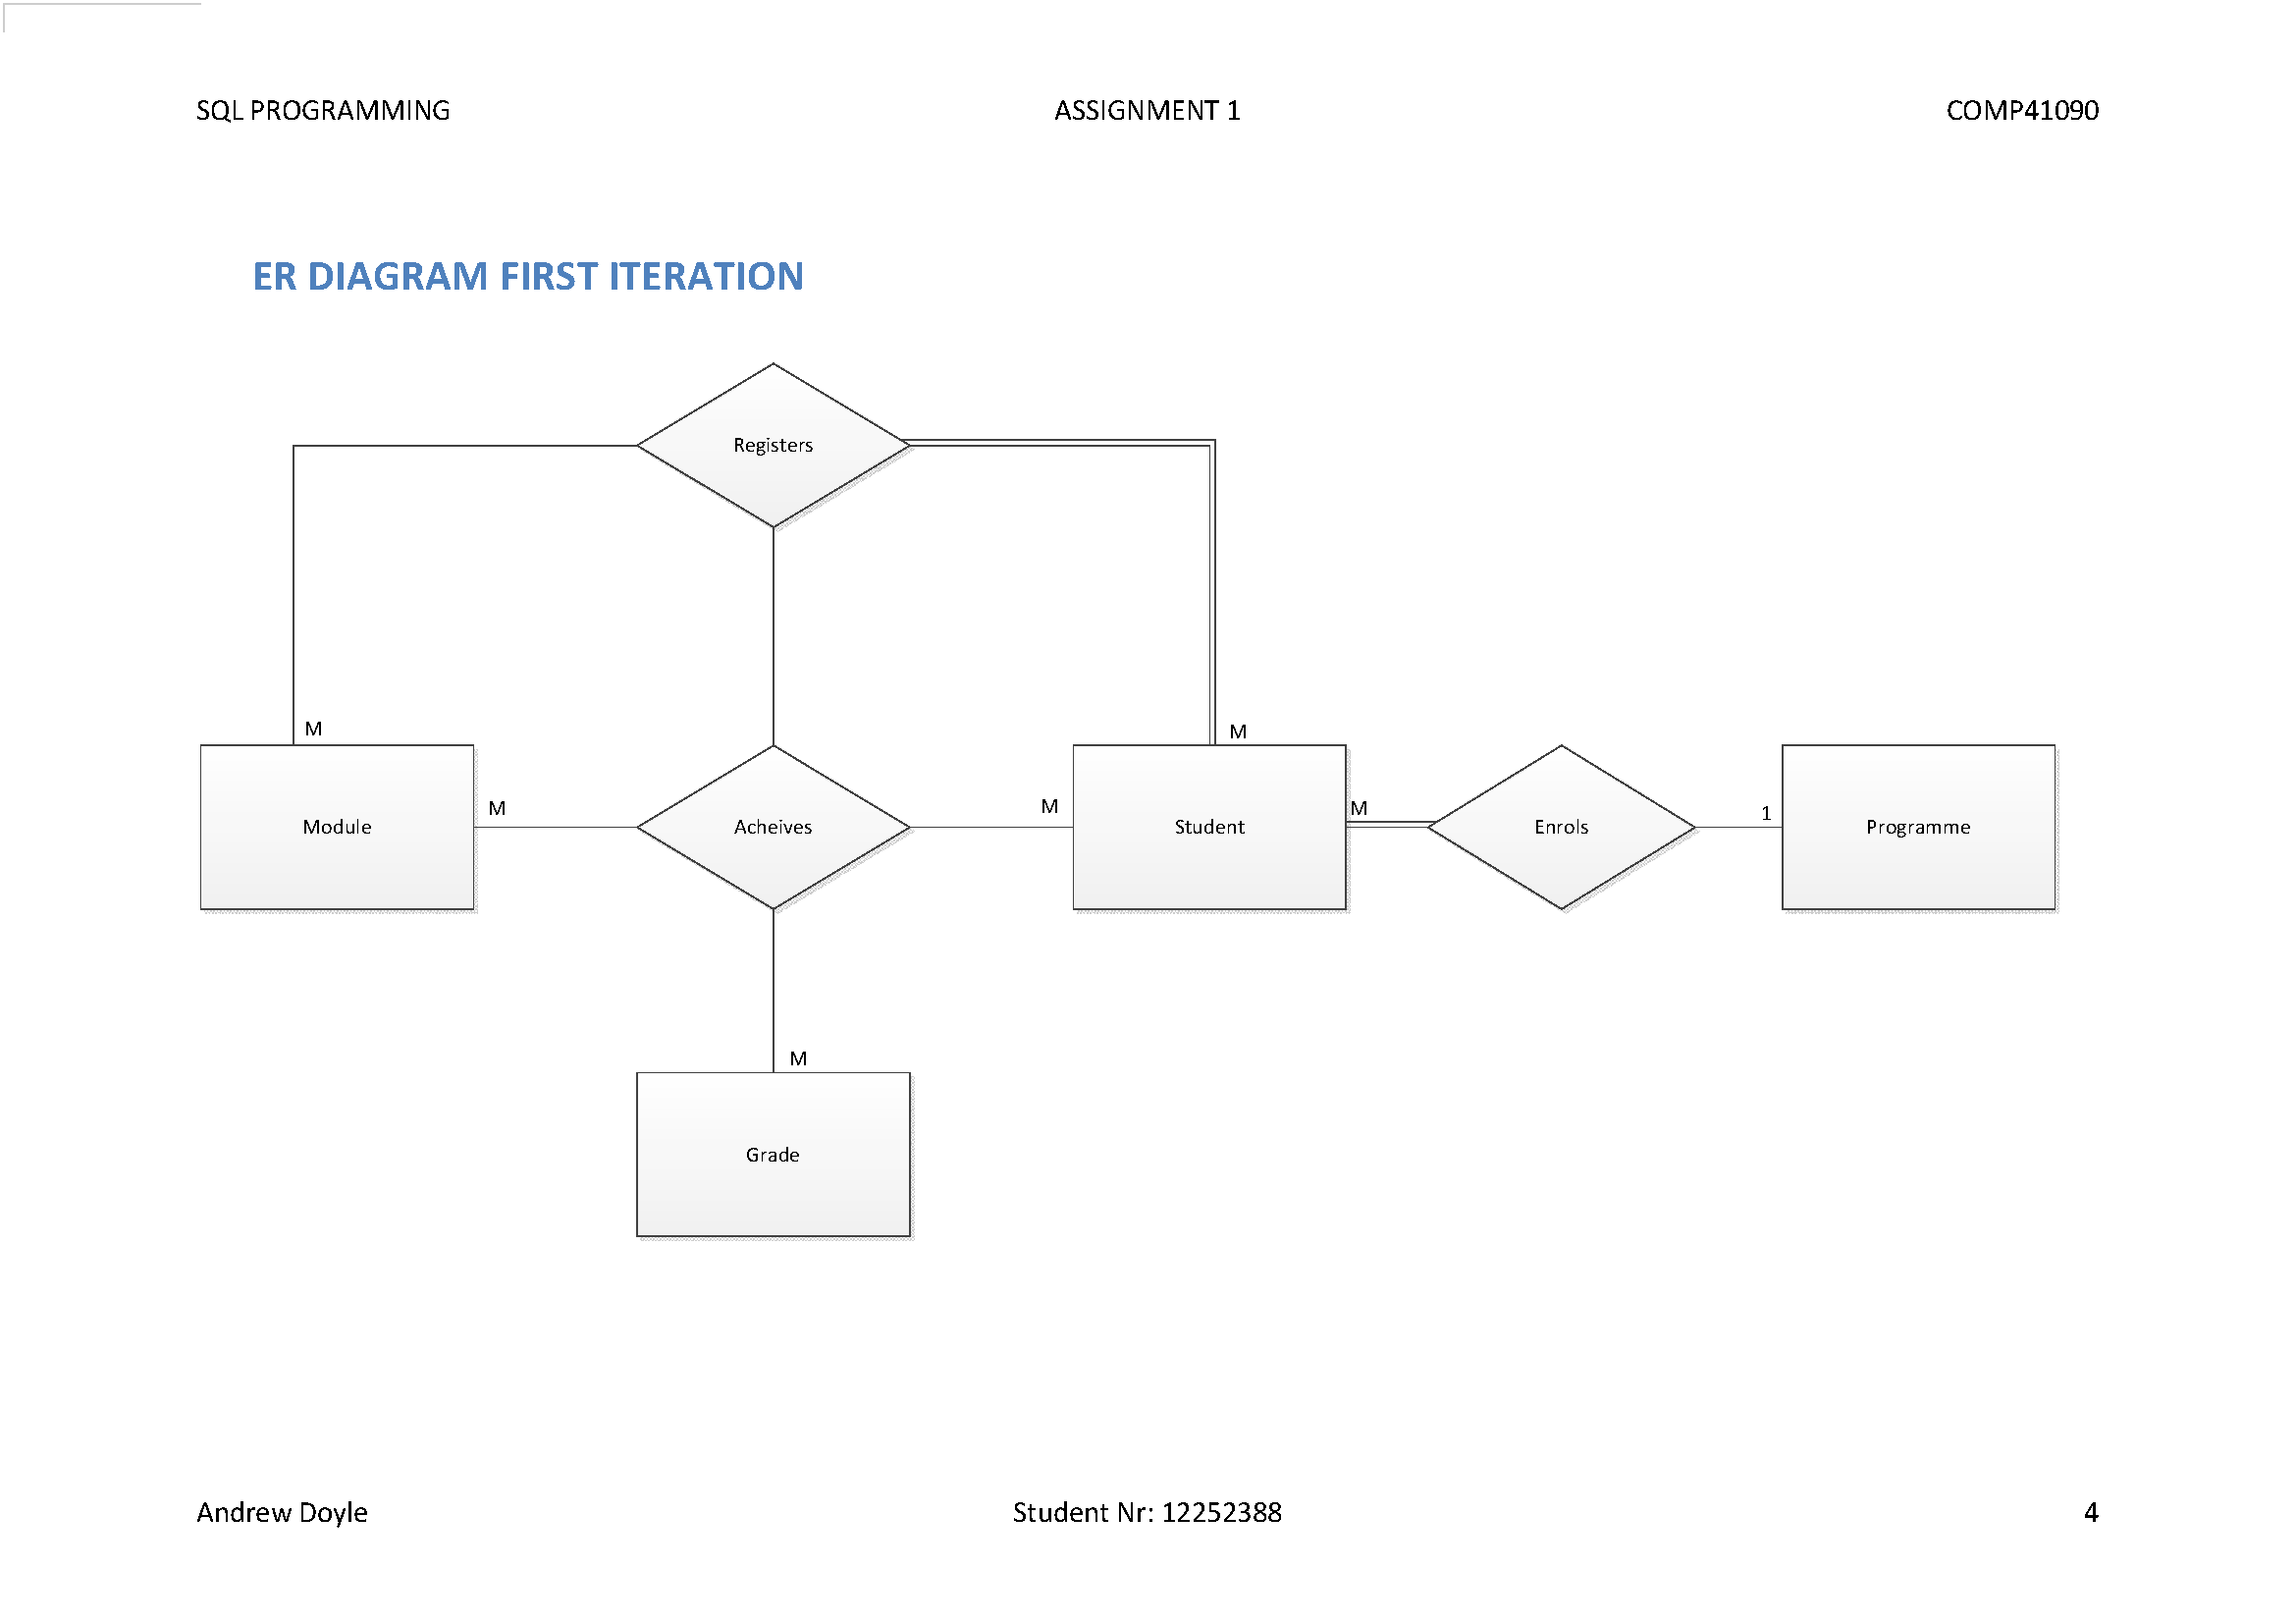 SQL PROGRAMMING ASSIGNMENT 1 COMP41090
ER DIAGRAM FIRST ITERATION
Registers
M
M
Module
M
Acheives
M
Student
M
Enrols
1
Programme
M
Grade
Andrew Doyle Student Nr: 12252388 4